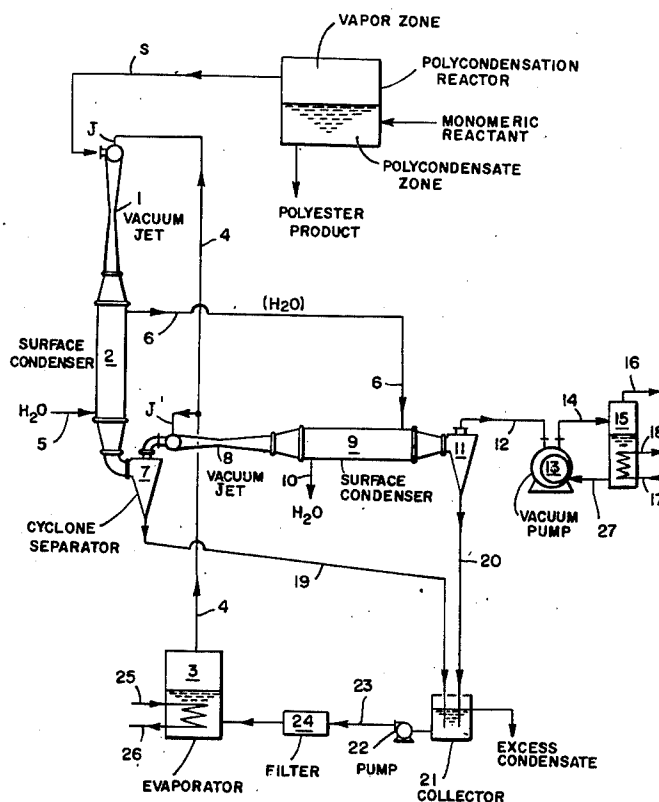 VAPOR ZONE
S
POLYCONDENSATION
REACTOR
MONOMERIC
REACTANT
POLYCONDENSATE
ZONE
POLYESTER
PRODUCT
J
1
VACUUM
JET
4
(H2O)
6
SURFACE
CONDENSER
2
H2O
5
6
J'
7
8
VACUUM
JET
9
10
H2O
SURFACE
CONDENSER
11
12
13
VACUUM
PUMP
14
15
16
18
17
27
CYCLONE
SEPARATOR
19
20
4
3
25
26
EVAPORATOR
24
FILTER
23
22
PUMP
21
COLLECTOR
EXCESS
CONDENSATE